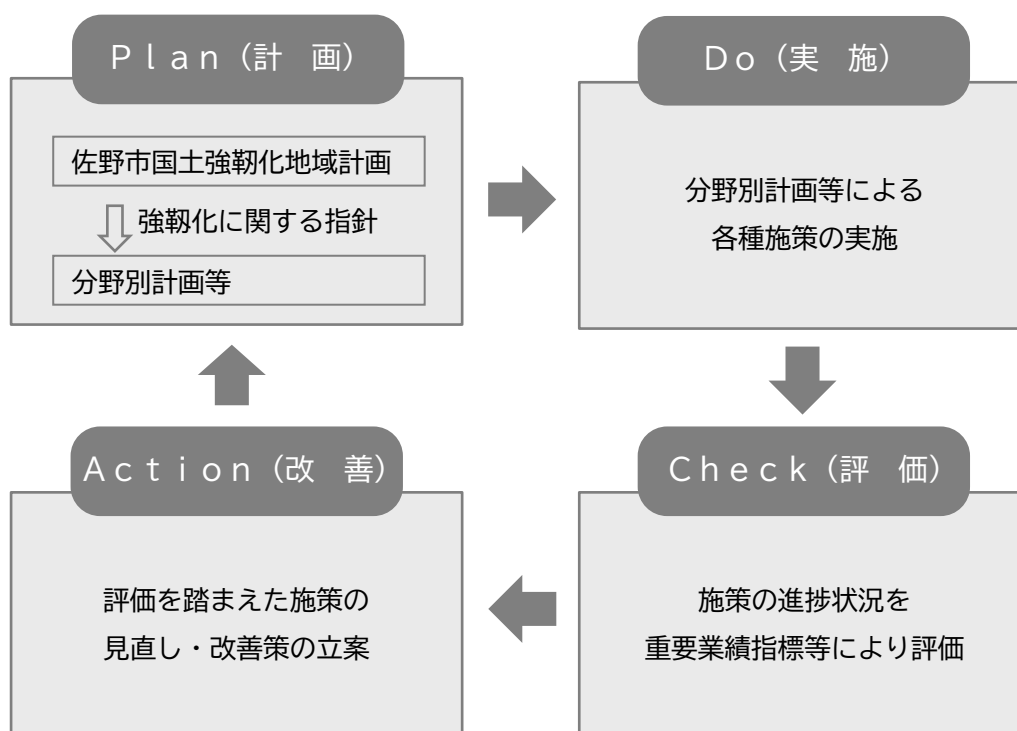 Ｐｌａｎ（計　画）
佐野市国土強靭化地域計画
強靱化に関する指針
分野別計画等
Ｄｏ（実　施）
分野別計画等による
各種施策の実施
Ｃｈｅｃｋ（評　価）
施策の進捗状況を
重要業績指標等により評価
Ａｃｔｉｏｎ（改　善）
評価を踏まえた施策の
見直し・改善策の立案